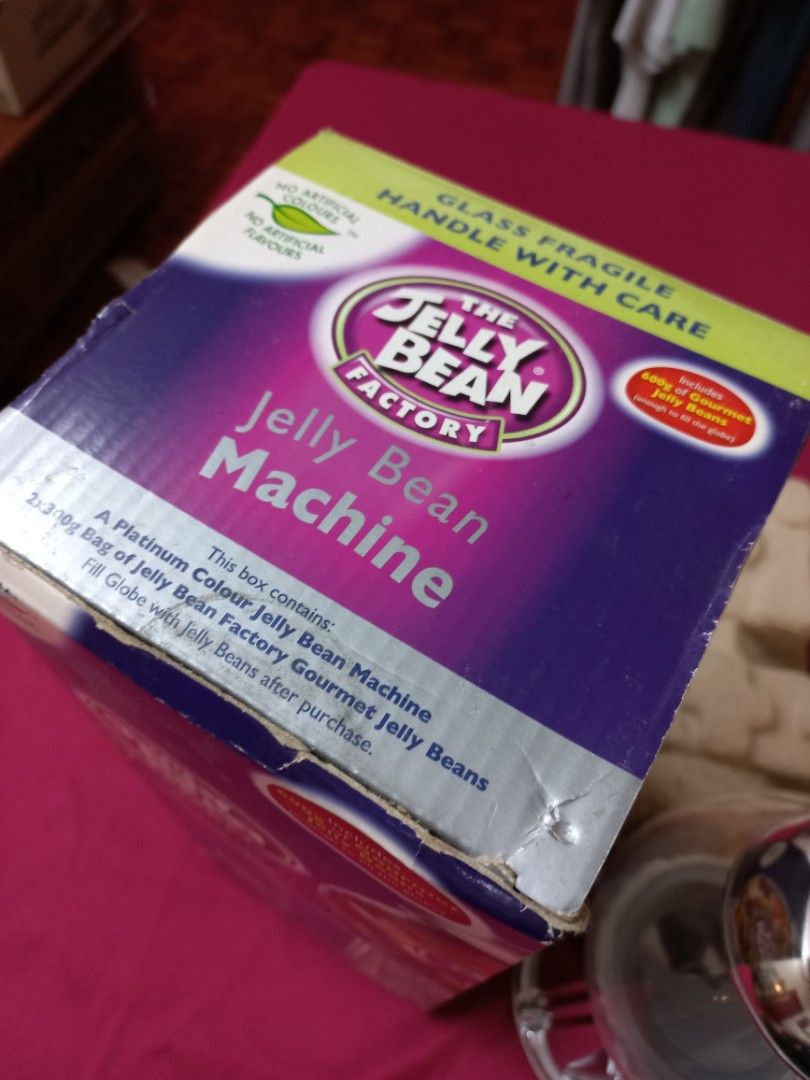 GLASS FRAGILE
HANDLE WITH CARE
NO ARTIFICIAL
COLOURS ™
NO ARTIFICIAL
FLAVOURS
THE
JELLY
BEAN®
FACTORY
Includes
600g of Gourmet
Jelly Beans
(enough to fill the globe)
Jelly Bean
Machine
This box contains:
A Platinum Colour Jelly Bean Machine
2x300g Bag of Jelly Bean Factory Gourmet Jelly Beans
Fill Globe with Jelly Beans after purchase.